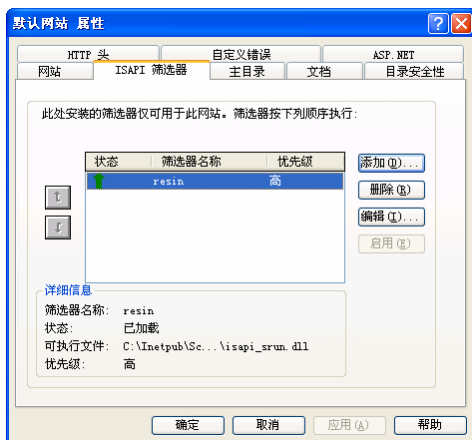 默认网站 属性
HTTP 头 自定义错误 ASP.NET
网站 ISAPI 筛选器 主目录 文档 目录安全性
此处安装的筛选器仅可用于此网站。筛选器按下列顺序执行:
状态 筛选器名称 优先级
resin 高
添加(D)...
删除(R)
编辑(I)...
启用(E)
详细信息
筛选器名称: resin
状态: 已加载
可执行文件: C:\Inetpub\Sc...\isapi_srun.dll
优先级: 高
确定 取消 应用(A) 帮助